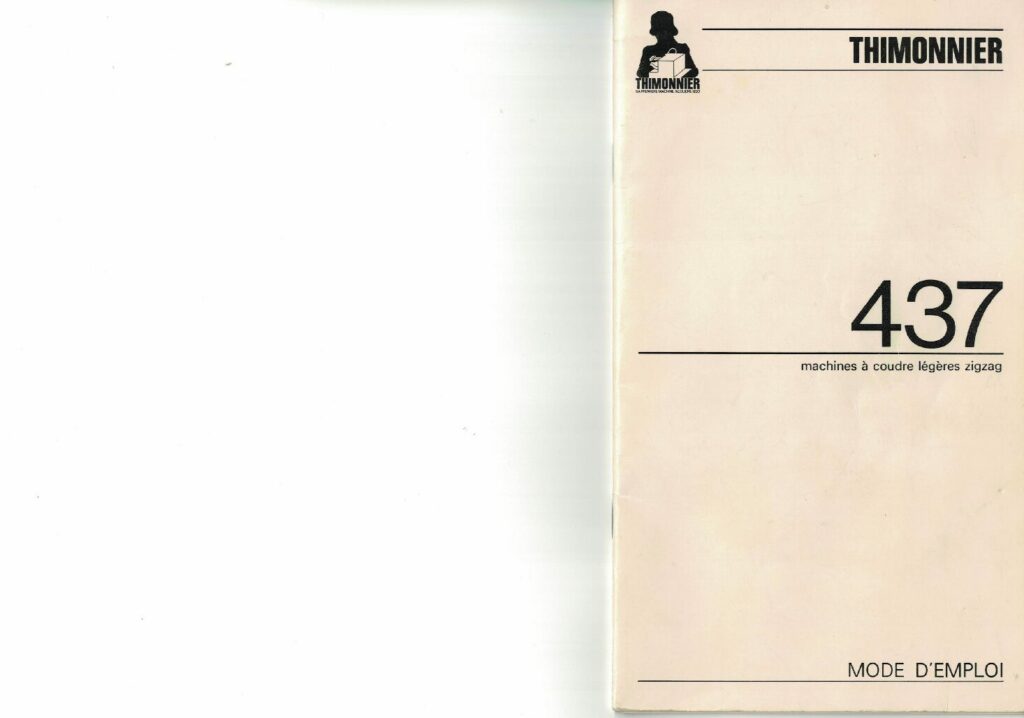 THIMONNIER
THIMONNIER
437
machines à coudre légères zigzag
MODE D'EMPLOI